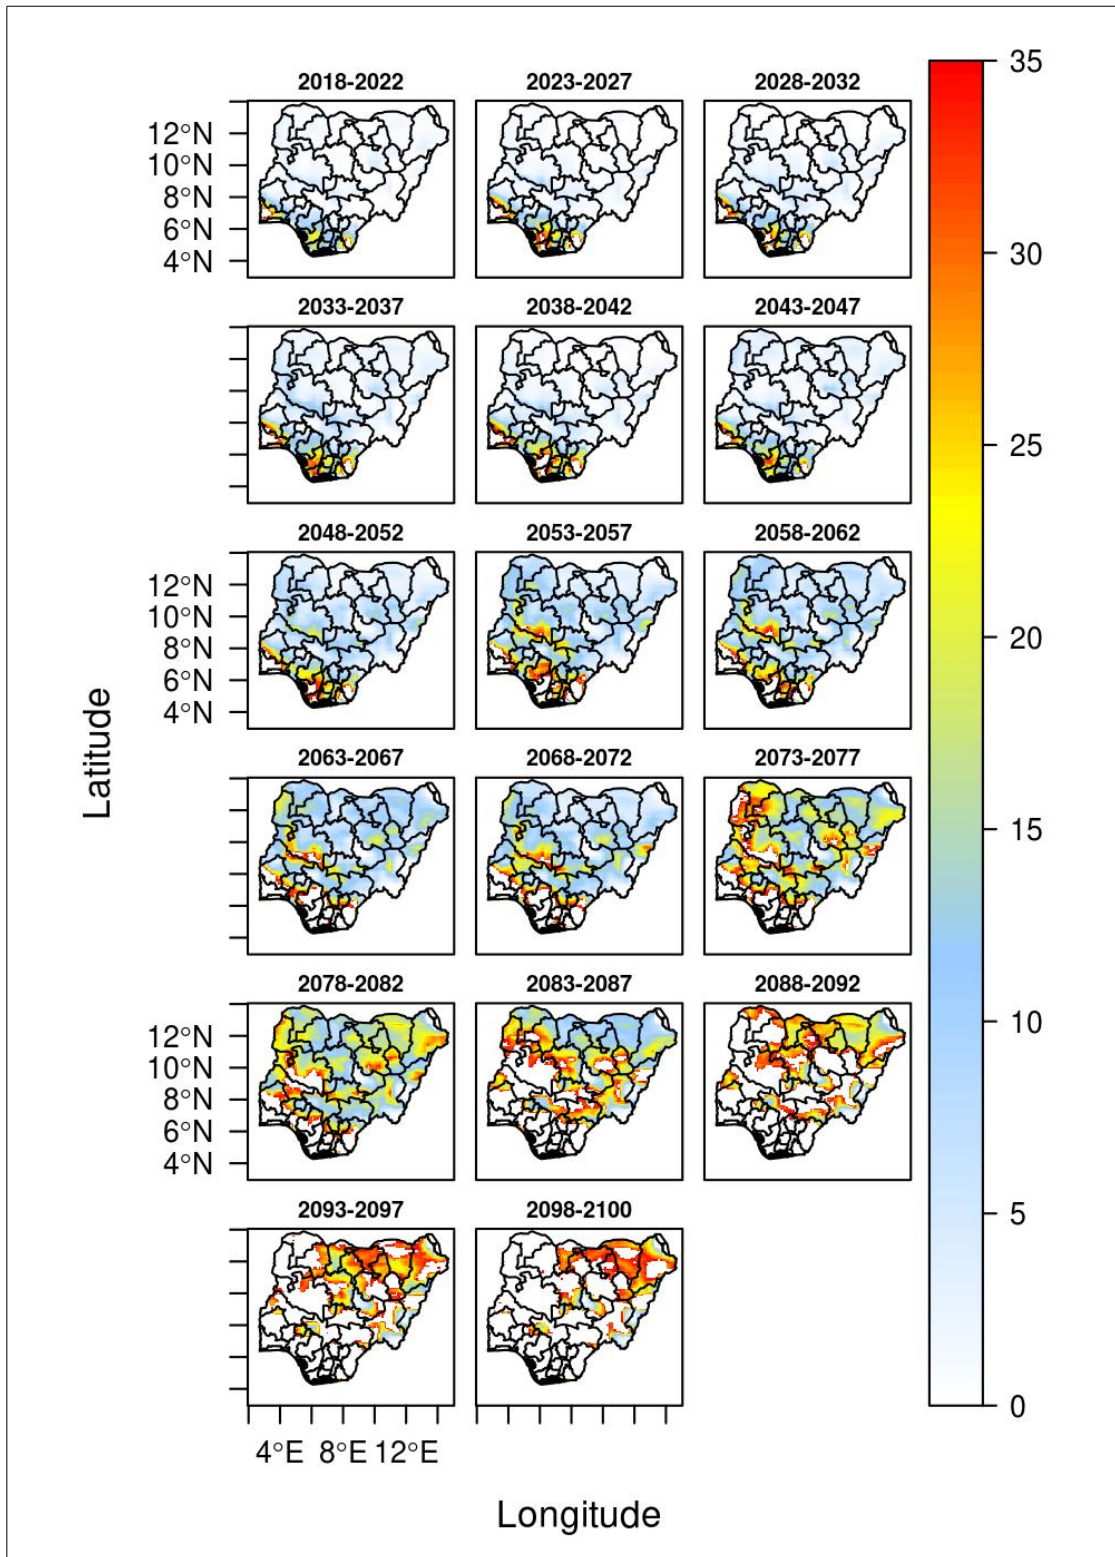 2018-2022 2023-2027 2028-2032
12°N
10°N
8°N
6°N
4°N
2033-2037 2038-2042 2043-2047
2048-2052 2053-2057 2058-2062
12°N
10°N
8°N
6°N
4°N
2063-2067 2068-2072 2073-2077
2078-2082 2083-2087 2088-2092
12°N
10°N
8°N
6°N
4°N
2093-2097 2098-2100
4°E 8°E 12°E
Latitude
Longitude
35
30
25
20
15
10
5
0